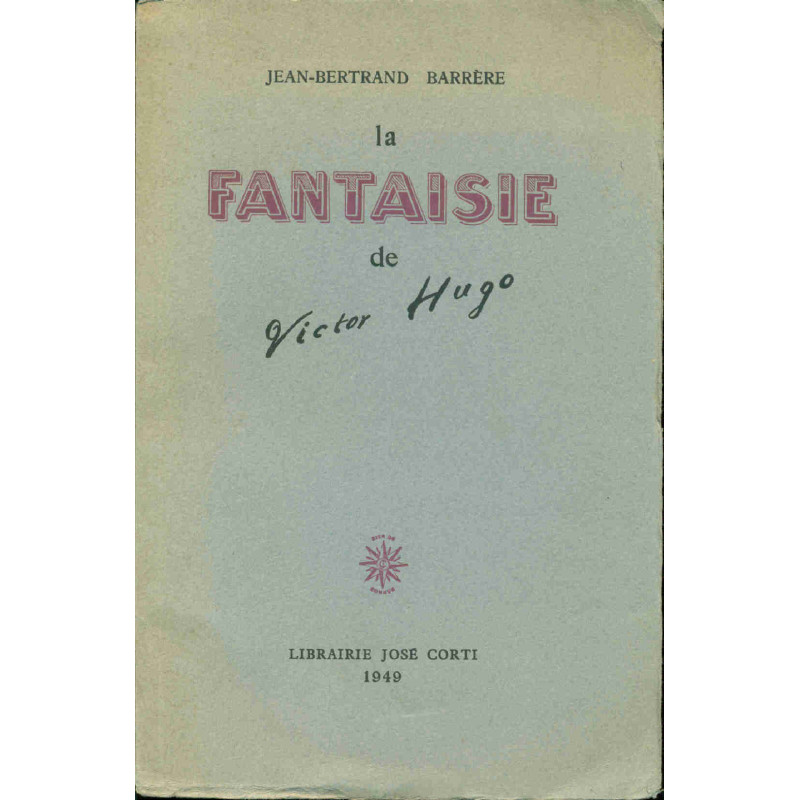 JEAN-BERTRAND BARRÈRE
la
FANTAISIE
de
Victor Hugo
LIBRAIRIE JOSÉ CORTI
1949